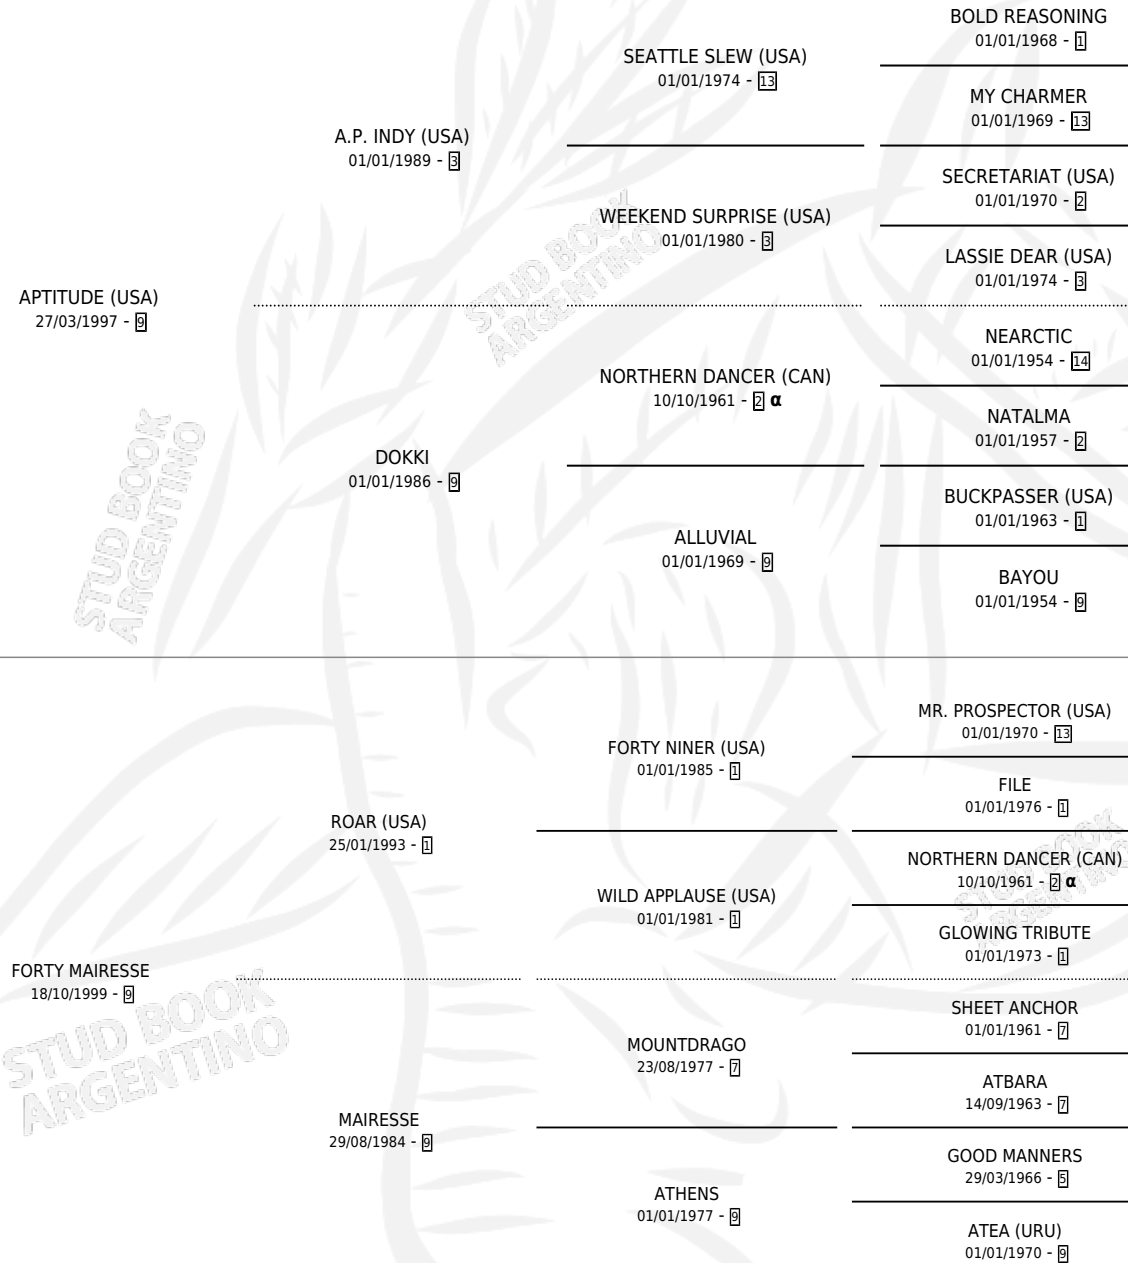 BOLD REASONING
01/01/1968 - 1
SEATTLE SLEW (USA)
01/01/1974 - 13
MY CHARMER
01/01/1969 - 13
A.P. INDY (USA)
01/01/1989 - 3
SECRETARIAT (USA)
01/01/1970 - 2
WEEKEND SURPRISE (USA)
01/01/1980 - 3
LASSIE DEAR (USA)
01/01/1974 - 3
APTITUDE (USA)
27/03/1997 - 9
NEARCTIC
01/01/1954 - 14
NORTHERN DANCER (CAN)
10/10/1961 - 2 α
NATALMA
01/01/1957 - 2
DOKKI
01/01/1986 - 9
BUCKPASSER (USA)
01/01/1963 - 1
ALLUVIAL
01/01/1969 - 9
BAYOU
01/01/1954 - 9
MR. PROSPECTOR (USA)
01/01/1970 - 13
FORTY NINER (USA)
01/01/1985 - 1
FILE
01/01/1976 - 1
ROAR (USA)
25/01/1993 - 1
NORTHERN DANCER (CAN)
10/10/1961 - 2 α
WILD APPLAUSE (USA)
01/01/1981 - 1
GLOWING TRIBUTE
01/01/1973 - 1
FORTY MAIRESSE
18/10/1999 - 9
SHEET ANCHOR
01/01/1961 - 7
MOUNTDRAGO
23/08/1977 - 7
ATBARA
14/09/1963 - 7
MAIRESSE
29/08/1984 - 9
GOOD MANNERS
29/03/1966 - 5
ATHENS
01/01/1977 - 9
ATEA (URU)
01/01/1970 - 9
STUD BOOK
ARGENTINO
STUD BOOK
ARGENTINO
STUD BOOK
ARGENTINO
STUD BOOK
ARGENTINO